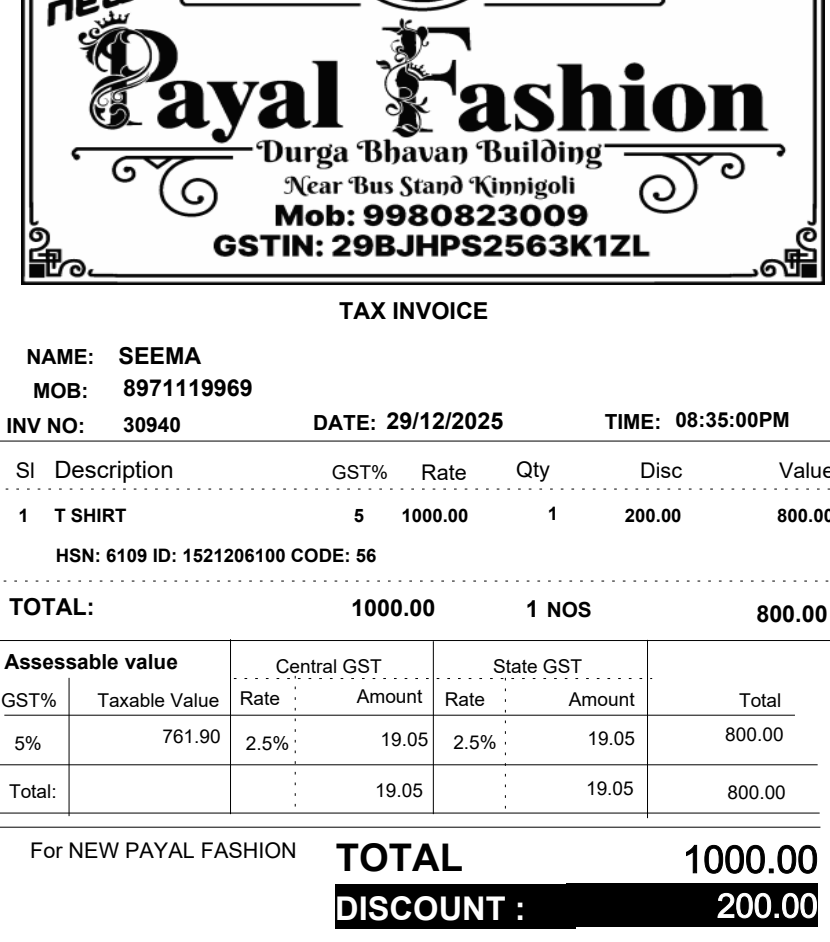 new
Payal Fashion
Durga Bhavan Building
Near Bus Stand Kinnigoli
Mob: 9980823009
GSTIN: 29BJHPS2563K1ZL
TAX INVOICE
NAME: SEEMA
MOB: 8971119969
INV NO: 30940 DATE: 29/12/2025 TIME: 08:35:00PM
Sl Description GST% Rate Qty Disc Value
1 T SHIRT 5 1000.00 1 200.00 800.00
HSN: 6109 ID: 1521206100 CODE: 56
TOTAL: 1000.00 1 NOS 800.00
Assessable value Central GST State GST
GST% Taxable Value Rate Amount Rate Amount Total
5% 761.90 2.5% 19.05 2.5% 19.05 800.00
Total: 19.05 19.05 800.00
For NEW PAYAL FASHION TOTAL 1000.00
DISCOUNT : 200.00